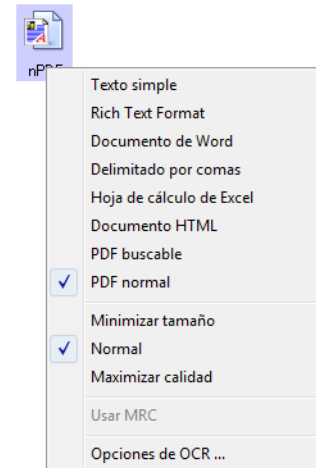 Texto simple
Rich Text Format
Documento de Word
Delimitado por comas
Hoja de cálculo de Excel
Documento HTML
PDF buscable
PDF normal
Minimizar tamaño
Normal
Maximizar calidad
Usar MRC
Opciones de OCR ...